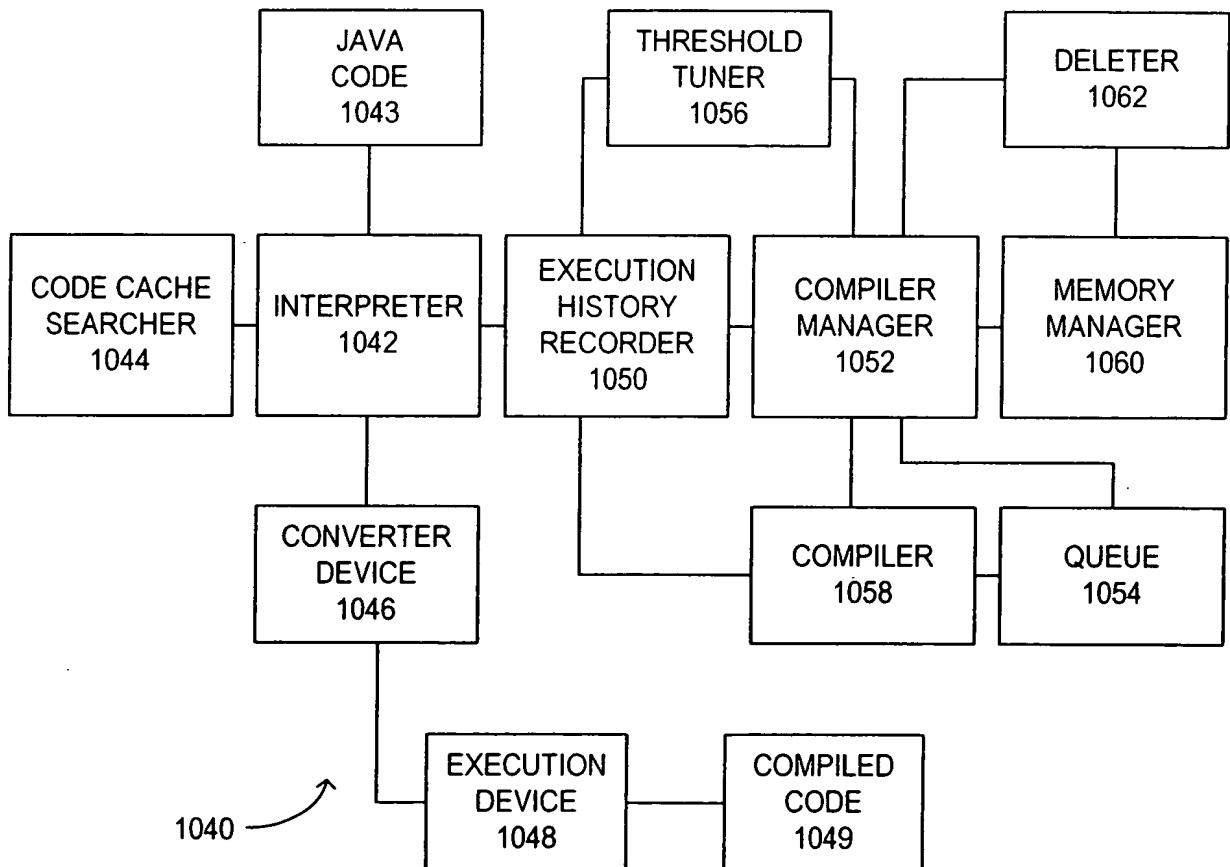 JAVA
CODE
1043
THRESHOLD
TUNER
1056
DELETER
1062
CODE CACHE
SEARCHER
1044
INTERPRETER
1042
EXECUTION
HISTORY
RECORDER
1050
COMPILER
MANAGER
1052
MEMORY
MANAGER
1060
CONVERTER
DEVICE
1046
COMPILER
1058
QUEUE
1054
EXECUTION
DEVICE
1048
COMPILED
CODE
1049
1040